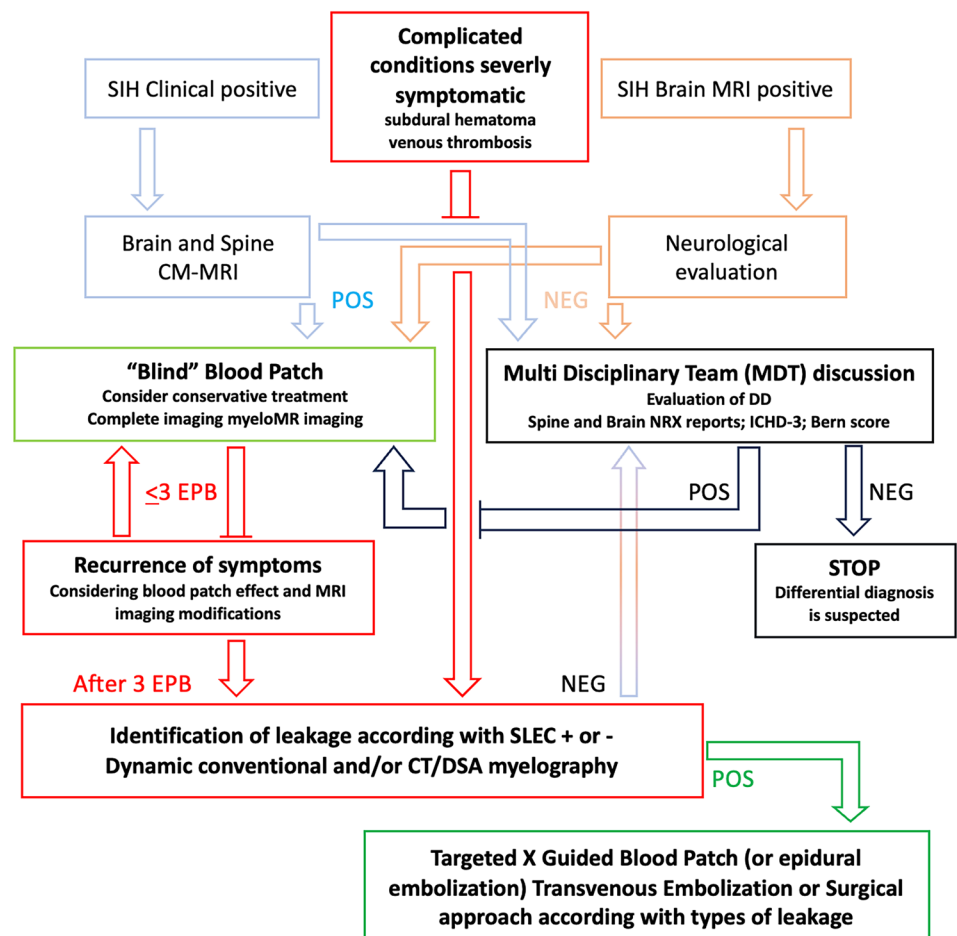 Complicated
conditions severly
symptomatic
subdural hematoma
venous thrombosis
SIH Clinical positive
SIH Brain MRI positive
Brain and Spine
CM-MRI
Neurological
evaluation
POS
NEG
“Blind” Blood Patch
Consider conservative treatment
Complete imaging myeloMR imaging
Multi Disciplinary Team (MDT) discussion
Evaluation of DD
Spine and Brain NRX reports; ICHD-3; Bern score
≤3 EPB
POS
NEG
Recurrence of symptoms
Considering blood patch effect and MRI
imaging modifications
STOP
Differential diagnosis
is suspected
After 3 EPB
NEG
Identification of leakage according with SLEC + or -
Dynamic conventional and/or CT/DSA myelography
POS
Targeted X Guided Blood Patch (or epidural
embolization) Transvenous Embolization or Surgical
approach according with types of leakage